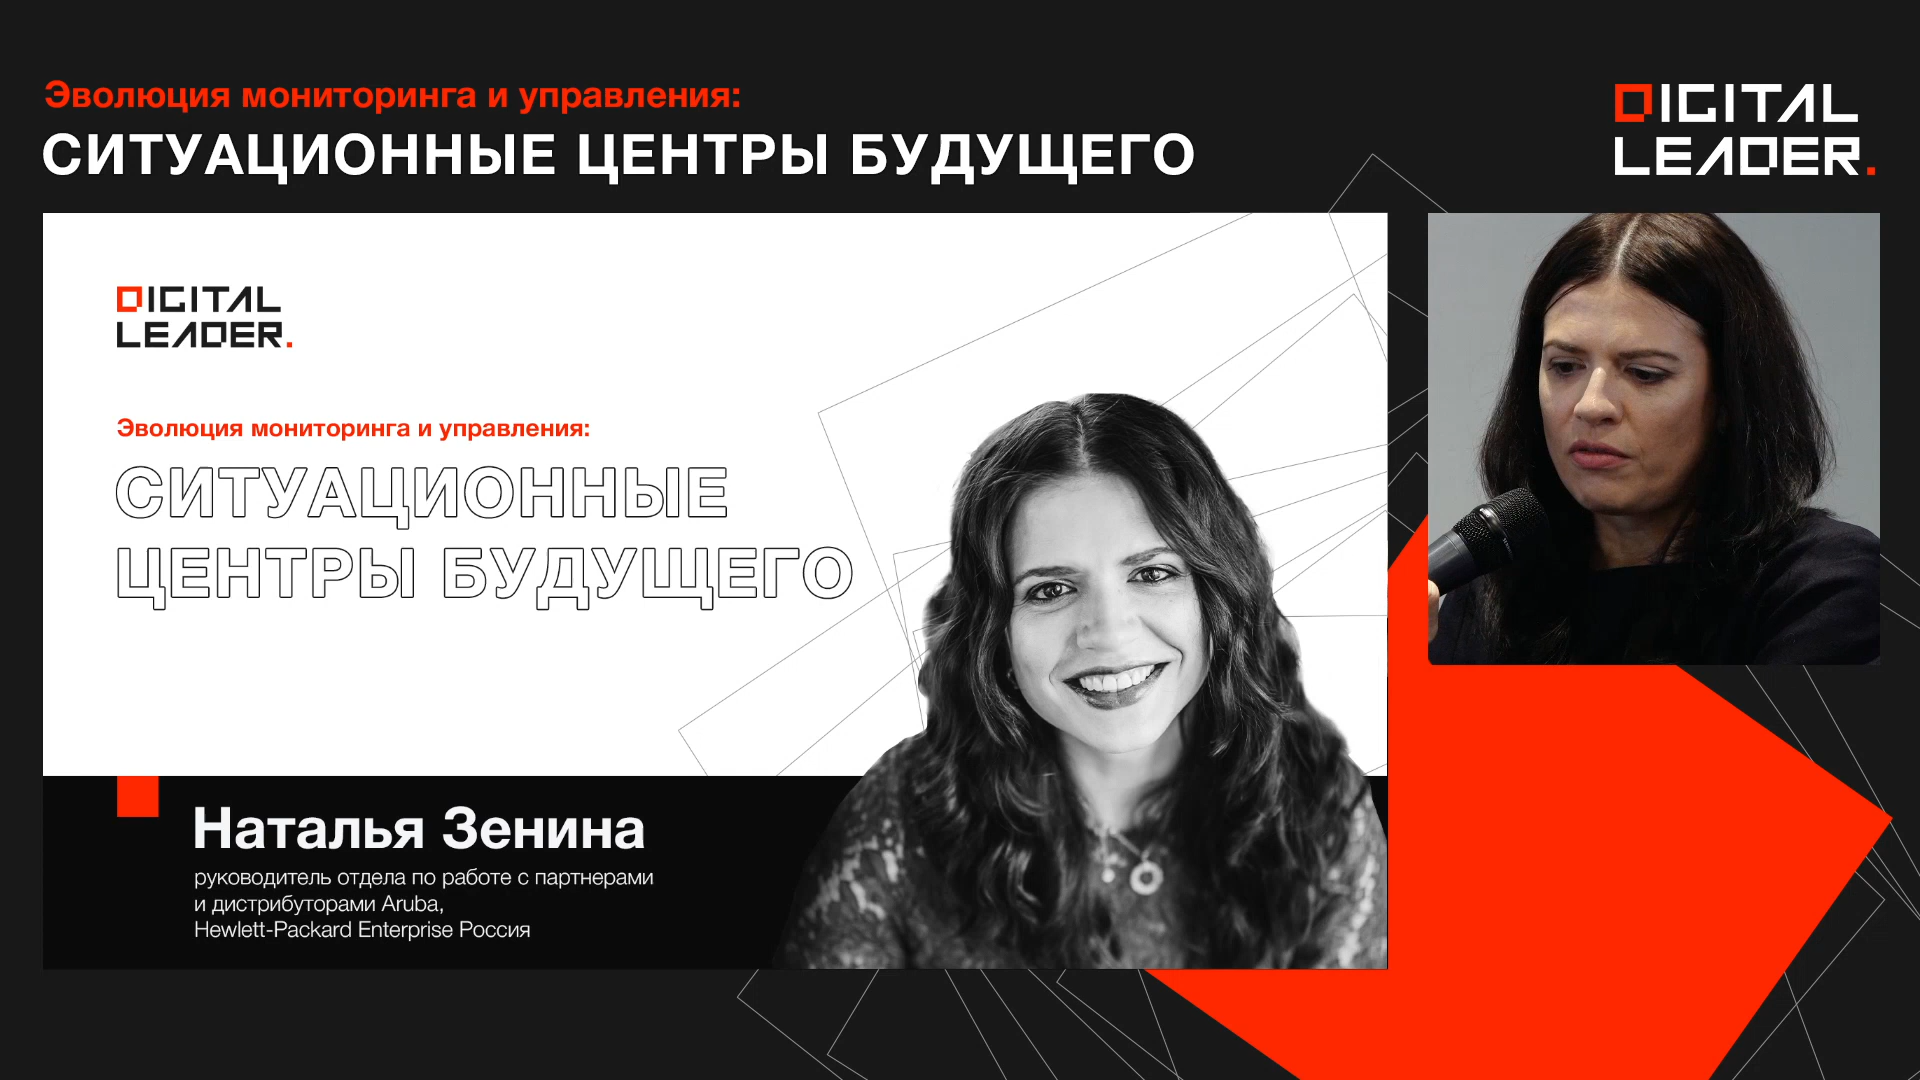 Эволюция мониторинга и управления:
СИТУАЦИОННЫЕ ЦЕНТРЫ БУДУЩЕГО
DIGITAL
LEADER.
DIGITAL
LEADER.
Эволюция мониторинга и управления:
СИТУАЦИОННЫЕ
ЦЕНТРЫ БУДУЩЕГО
Наталья Зенина
руководитель отдела по работе с партнерами
и дистрибуторами Aruba,
Hewlett-Packard Enterprise Россия